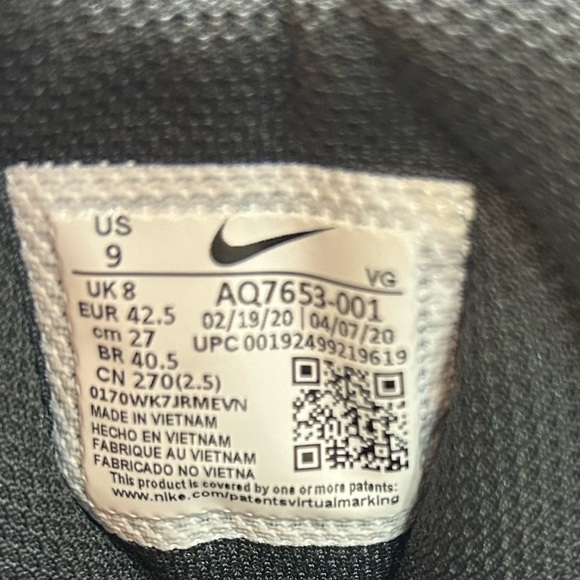 US
9
VG
UK 8
AQ7653-001
EUR 42.5
02/19/20 | 04/07/20
cm 27
UPC 00192499219619
BR 40.5
CN 270(2.5)
0170WK7JRMEVN
MADE IN VIETNAM
HECHO EN VIETNAM
FABRIQUE AU VIETNAM
FABRICADO NO VIETNA
This product is covered by one or more patents:
www.nike.com/patentsvirtualmarking